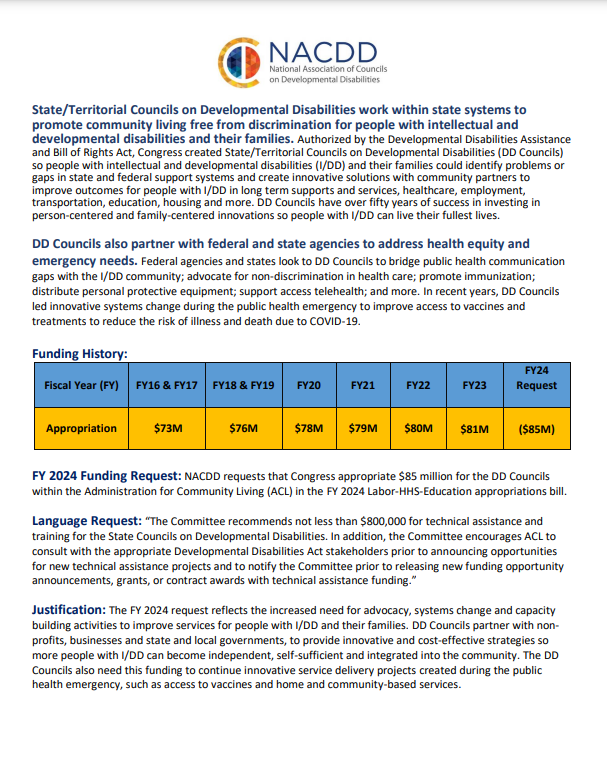 NACDD
National Association of Councils
on Developmental Disabilities
State/Territorial Councils on Developmental Disabilities work within state systems to
promote community living free from discrimination for people with intellectual and
developmental disabilities and their families. Authorized by the Developmental Disabilities Assistance
and Bill of Rights Act, Congress created State/Territorial Councils on Developmental Disabilities (DD Councils)
so people with intellectual and developmental disabilities (I/DD) and their families could identify problems or
gaps in state and federal support systems and create innovative solutions with community partners to
improve outcomes for people with I/DD in long term supports and services, healthcare, employment,
transportation, education, housing and more. DD Councils have over fifty years of success in investing in
person-centered and family-centered innovations so people with I/DD can live their fullest lives.
DD Councils also partner with federal and state agencies to address health equity and
emergency needs. Federal agencies and states look to DD Councils to bridge public health communication
gaps with the I/DD community; advocate for non-discrimination in health care; promote immunization;
distribute personal protective equipment; support access telehealth; and more. In recent years, DD Councils
led innovative systems change during the public health emergency to improve access to vaccines and
treatments to reduce the risk of illness and death due to COVID-19.
Funding History:
Fiscal Year (FY) FY16 & FY17 FY18 & FY19 FY20 FY21 FY22 FY23 FY24
Request
Appropriation $73M $76M $78M $79M $80M $81M ($85M)
FY 2024 Funding Request: NACDD requests that Congress appropriate $85 million for the DD Councils
within the Administration for Community Living (ACL) in the FY 2024 Labor-HHS-Education appropriations bill.
Language Request: “The Committee recommends not less than $800,000 for technical assistance and
training for the State Councils on Developmental Disabilities. In addition, the Committee encourages ACL to
consult with the appropriate Developmental Disabilities Act stakeholders prior to announcing opportunities
for new technical assistance projects and to notify the Committee prior to releasing new funding opportunity
announcements, grants, or contract awards with technical assistance funding.”
Justification: The FY 2024 request reflects the increased need for advocacy, systems change and capacity
building activities to improve services for people with I/DD and their families. DD Councils partner with non-
profits, businesses and state and local governments, to provide innovative and cost-effective strategies so
more people with I/DD can become independent, self-sufficient and integrated into the community. The DD
Councils also need this funding to continue innovative service delivery projects created during the public
health emergency, such as access to vaccines and home and community-based services.